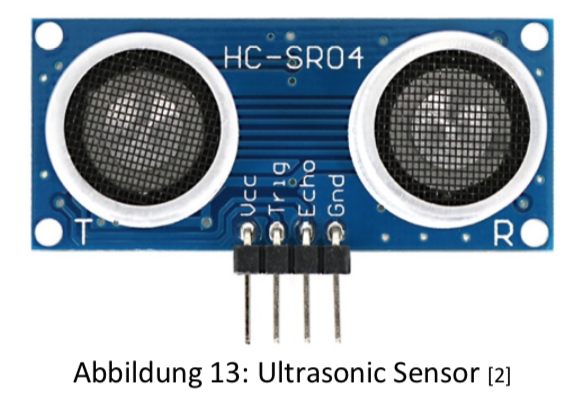 HC-SR04
Vcc
Trig
Echo
Gnd
T
R
Abbildung 13: Ultrasonic Sensor [2]